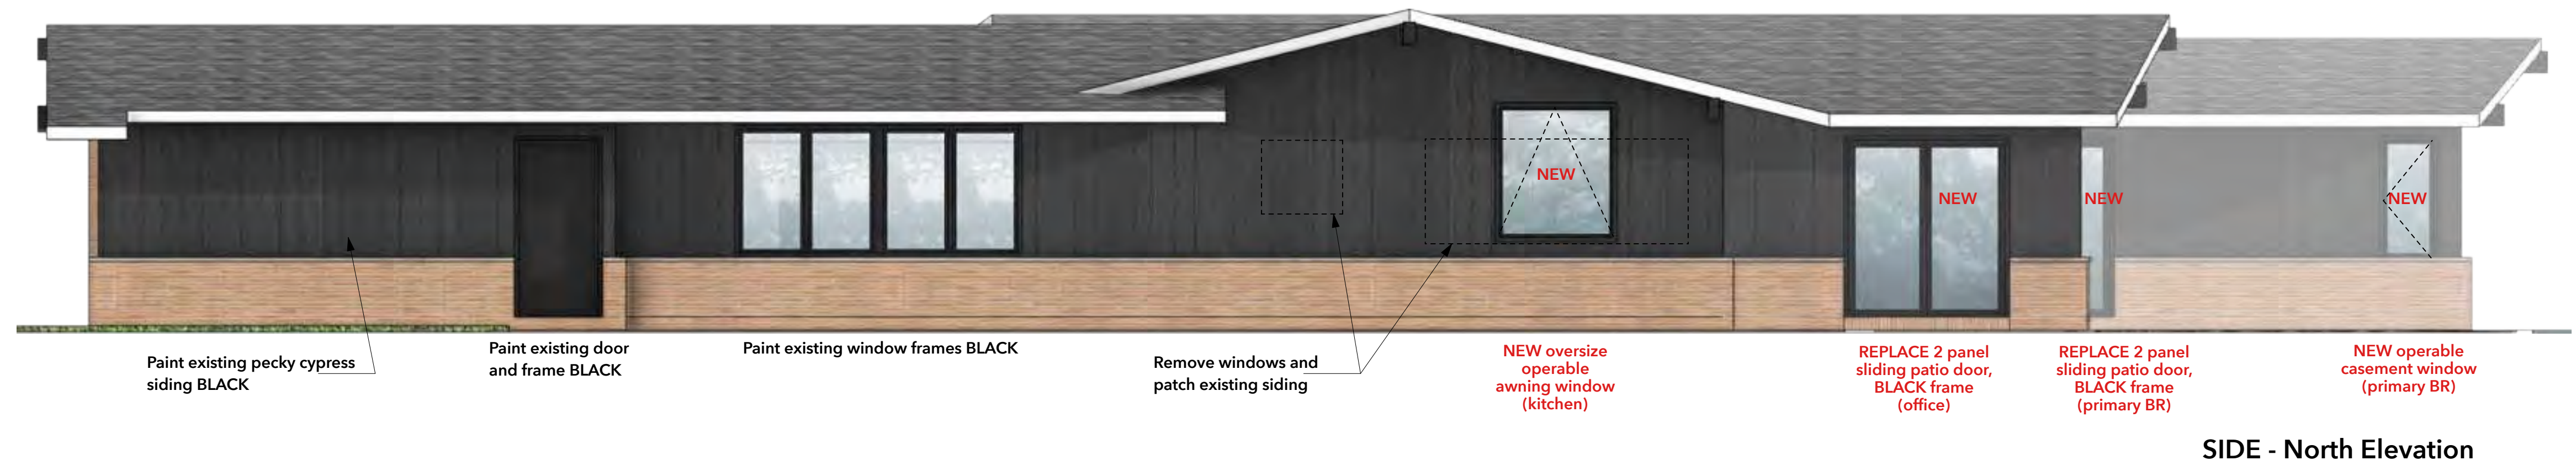 NEW
NEW
NEW
NEW
Paint existing pecky cypress
siding BLACK
Paint existing door
and frame BLACK
Paint existing window frames BLACK
Remove windows and
patch existing siding
NEW oversize
operable
awning window
(kitchen)
REPLACE 2 panel
sliding patio door,
BLACK frame
(office)
REPLACE 2 panel
sliding patio door,
BLACK frame
(primary BR)
NEW operable
casement window
(primary BR)
SIDE - North Elevation